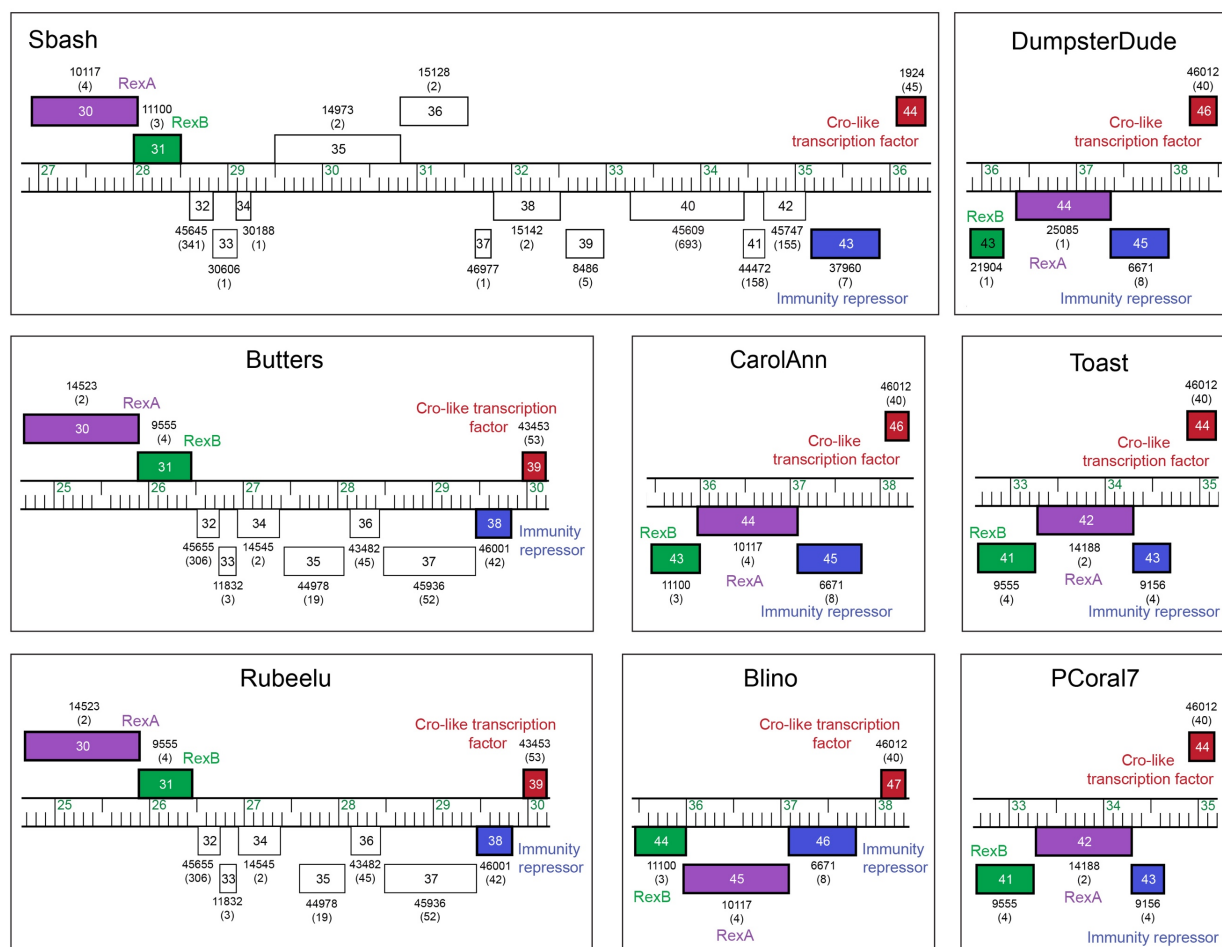 Sbash
10117
(4)
RexA
30
11100
(3)
RexB
31
14973
(2)
35
15128
(2)
36
1924
(45)
44
Cro-like
transcription factor
27 28 29 30 31 32 33 34 35 36
32
45645
(341)
33
30606
(1)
34
30188
(1)
37
46977
(1)
38
15142
(2)
39
8486
(5)
40
45609
(693)
41
44472
(158)
42
45747
(155)
43
37960
(7)
Immunity repressor
DumpsterDude
46012
(40)
46
Cro-like
transcription factor
36 37 38
RexB
43
21904
(1)
44
25085
(1)
RexA
45
6671
(8)
Immunity repressor
Butters
14523
(2)
RexA
30
9555
(4)
RexB
31
Cro-like transcription
factor
43453
(53)
39
25 26 27 28 29 30
32
45655
(306)
33
11832
(3)
34
14545
(2)
35
44978
(19)
36
43482
(45)
37
45936
(52)
38
46001
(42)
Immunity
repressor
CarolAnn
46012
(40)
46
Cro-like
transcription factor
36 37 38
RexB
43
11100
(3)
44
10117
(4)
RexA
45
6671
(8)
Immunity repressor
Toast
46012
(40)
44
Cro-like
transcription factor
33 34 35
RexB
41
9555
(4)
42
14188
(2)
RexA
43
9156
(4)
Immunity repressor
Rubeelu
14523
(2)
RexA
30
9555
(4)
RexB
31
Cro-like transcription
factor
43453
(53)
39
25 26 27 28 29 30
32
45655
(306)
33
11832
(3)
34
14545
(2)
35
44978
(19)
36
43482
(45)
37
45936
(52)
38
46001
(42)
Immunity
repressor
Blino
Cro-like transcription
factor
46012
(40)
47
36 37 38
44
11100
(3)
RexB
45
10117
(4)
RexA
46
6671
(8)
Immunity
repressor
PCoral7
46012
(40)
44
Cro-like
transcription factor
33 34 35
RexB
41
9555
(4)
42
14188
(2)
RexA
43
9156
(4)
Immunity repressor